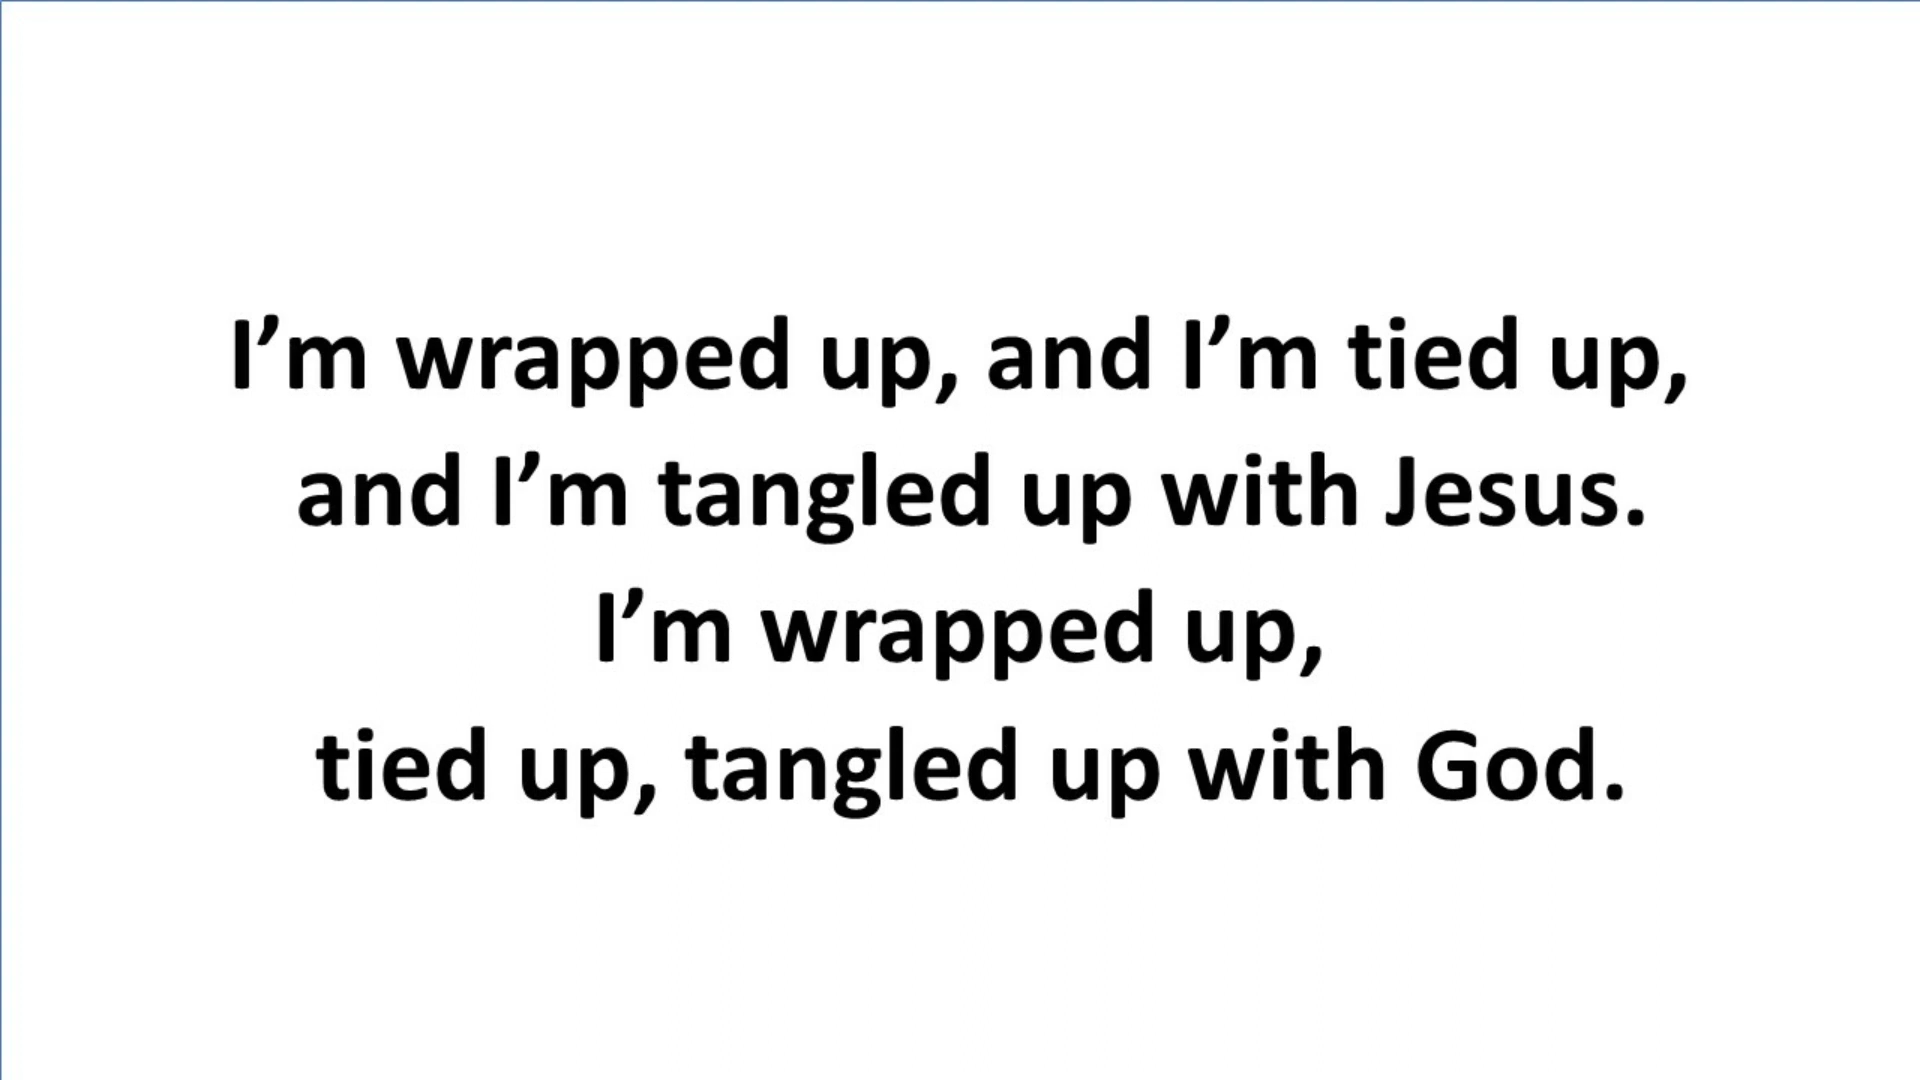 I’m wrapped up, and I’m tied up,
and I’m tangled up with Jesus.
I’m wrapped up,
tied up, tangled up with God.